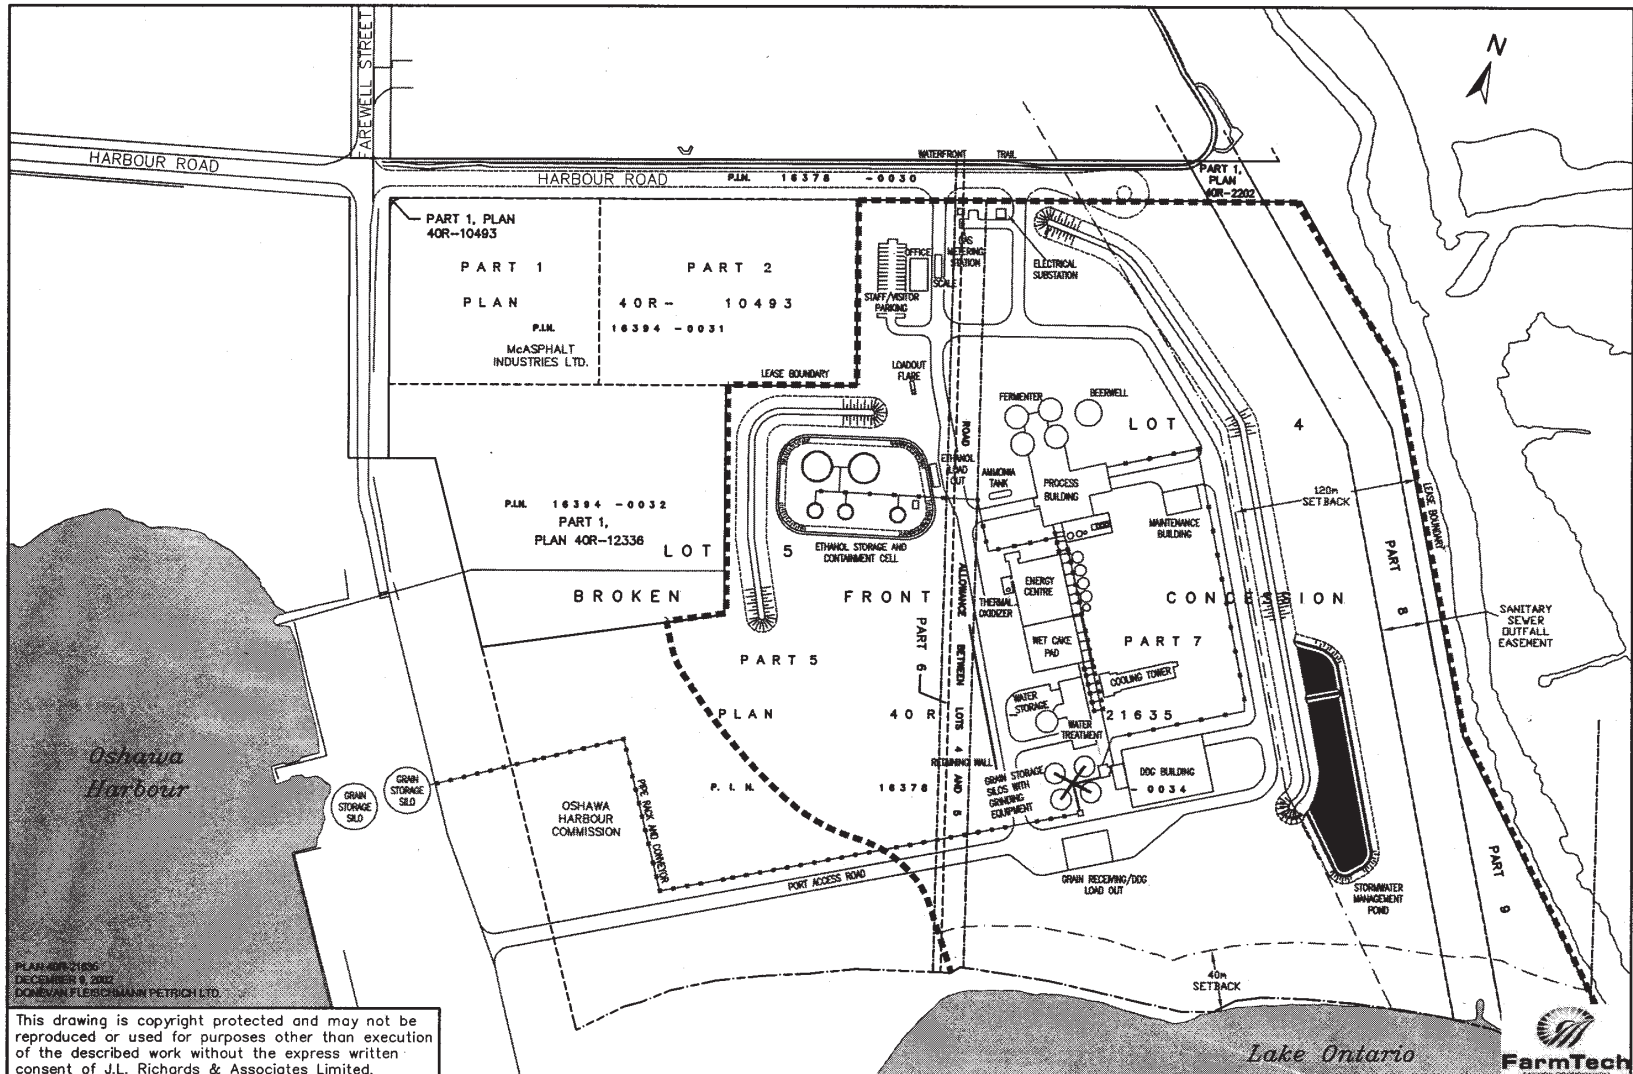 FAREWELL STREET
N
HARBOUR ROAD
WATERFRONT TRAIL
HARBOUR ROAD
P.I.N. 16378 -0030
PART 1,
PLAN
40R-2202
PART 1, PLAN
40R-10493
PART 1
PART 2
PLAN
40R- 10493
P.I.N. 16394 -0031
McASPHALT
INDUSTRIES LTD.
OFFICE
SCALE
GAS
METERING
STATION
ELECTRICAL
SUBSTATION
STAFF/VISITOR
PARKING
LEASE BOUNDARY
LOADOUT
FLARE
FERMENTER
BEERWELL
LOT 4
ROAD ALLOWANCE BETWEEN LOTS 4 AND 5
ETHANOL
LOAD
OUT
AMMONIA
TANK
PROCESS
BUILDING
120m
SETBACK
LEASE BOUNDARY
MAINTENANCE
BUILDING
P.I.N. 16394 -0032
PART 1,
PLAN 40R-12336
LOT 5
ETHANOL STORAGE AND
CONTAINMENT CELL
PART 8
BROKEN FRONT CONCESSION
ENERGY
CENTRE
THERMAL
OXIDIZER
SANITARY
SEWER
OUTFALL
EASEMENT
PART 6
WET CAKE
PAD
PART 7
PART 5
COOLING TOWER
WATER
STORAGE
PLAN 40R 21635
WATER
TREATMENT
RETAINING WALL
Oshawa
Harbour
GRAIN
STORAGE
SILO
GRAIN
STORAGE
SILO
PIPE RACK AND CONVEYOR
P.I.N. 16378 - 0034
GRAIN STORAGE
SILOS WITH
GRINDING
EQUIPMENT
DDG BUILDING
OSHAWA
HARBOUR
COMMISSION
PORT ACCESS ROAD
GRAIN RECEIVING/DDG
LOAD OUT
STORMWATER
MANAGEMENT
POND
PART 9
40m
SETBACK
PLAN 40R-21635
DECEMBER 9, 2002
DONEVAN FLEISCHMANN PETRICH LTD.
This drawing is copyright protected and may not be
reproduced or used for purposes other than execution
of the described work without the express written
consent of J.L. Richards & Associates Limited.
Lake Ontario
FarmTech